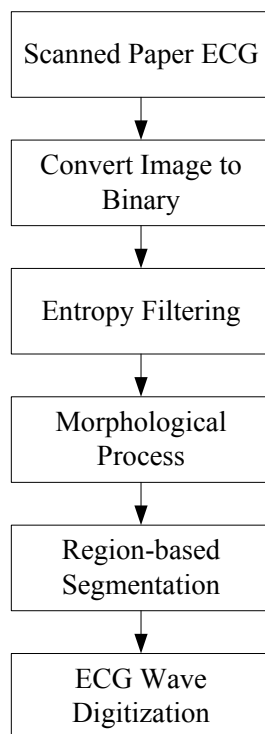 Scanned Paper ECG
Convert Image to
Binary
Entropy Filtering
Morphological
Process
Region-based
Segmentation
ECG Wave
Digitization